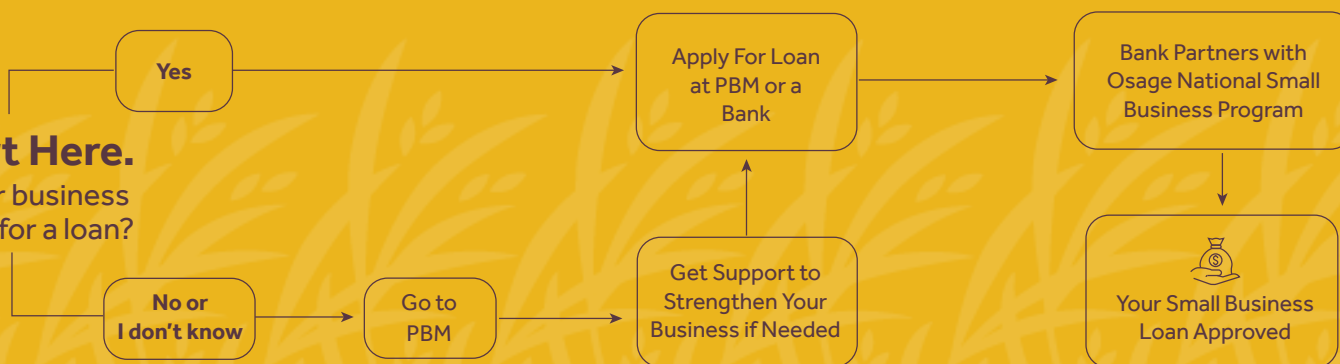 Yes
Apply For Loan
at PBM or a
Bank
Bank Partners with
Osage National Small
Business Program
Here.
business
for a loan?
No or
I don't know
Go to
PBM
Get Support to
Strengthen Your
Business if Needed
Your Small Business
Loan Approved